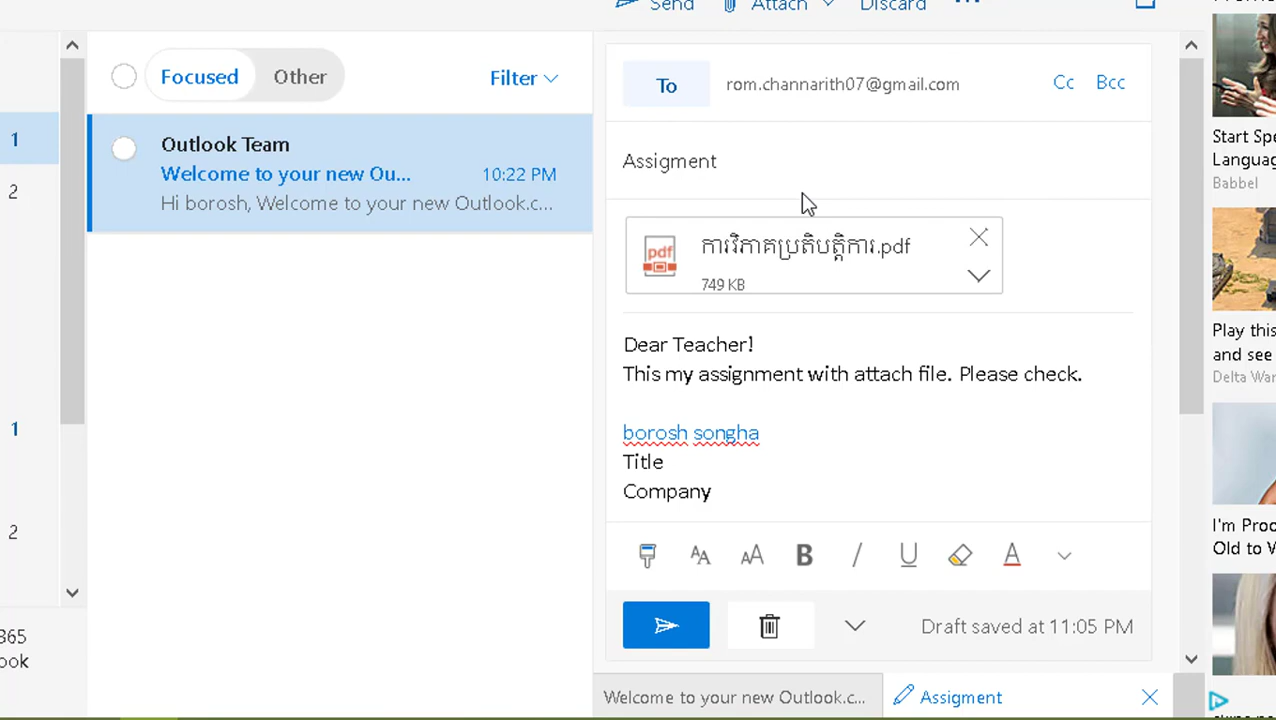 Send Attach Discard
Focused Other Filter
1
2
Outlook Team
Welcome to your new Ou... 10:22 PM
Hi borosh, Welcome to your new Outlook.c...
1
2
365
ook
To rom.channarith07@gmail.com Cc Bcc
Assigment
pdf ការវិភាគប្រតិបត្តិការ.pdf
749 KB
Dear Teacher!
This my assignment with attach file. Please check.
borosh songha
Title
Company
Draft saved at 11:05 PM
Welcome to your new Outlook.c... Assigment
Start Spe
Language
Babbel
Play this
and see
Delta War
I'm Proo
Old to W